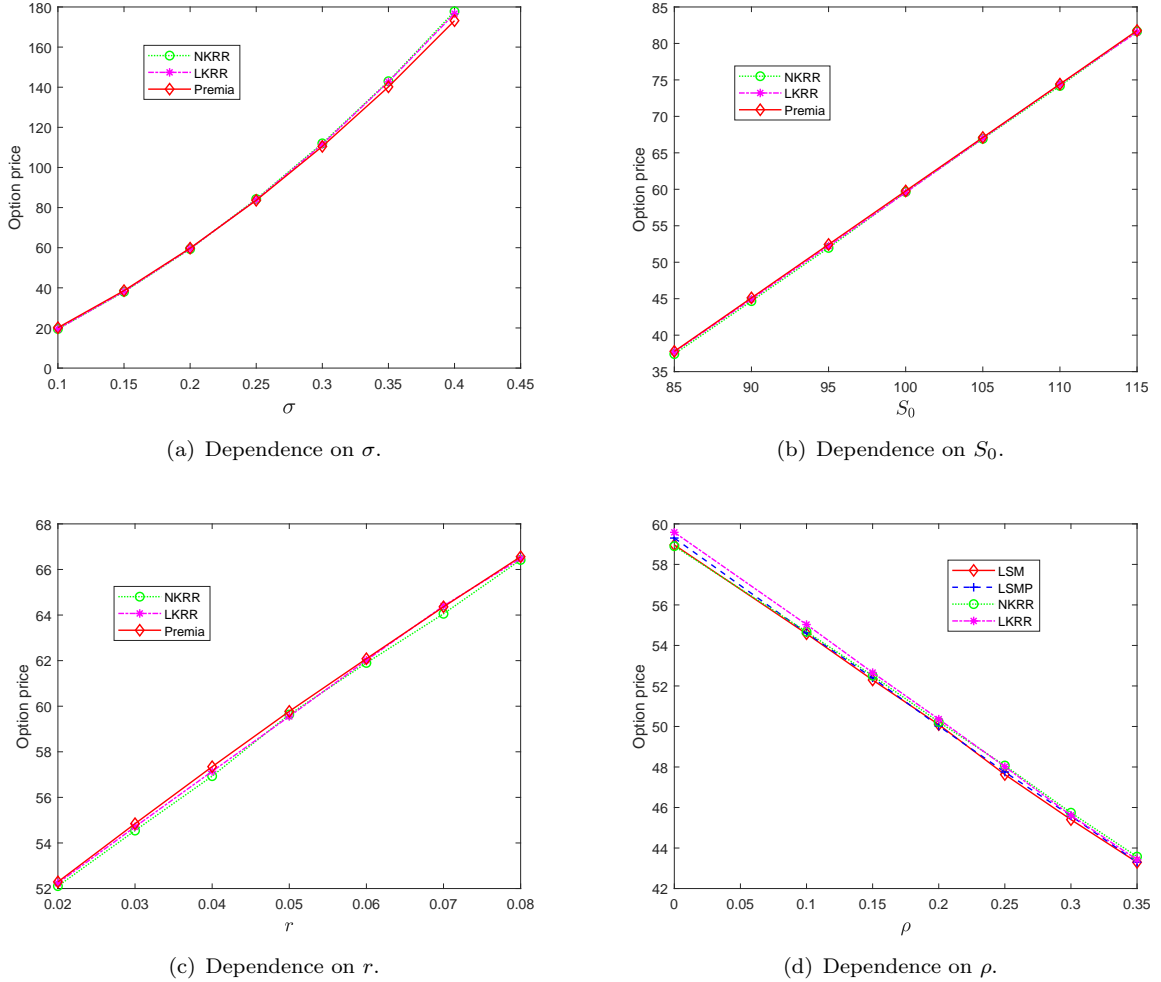 180
160
140
120
100
80
60
40
20
0
Option price
NKRR
LKRR
Premia
0.1 0.15 0.2 0.25 0.3 0.35 0.4 0.45
σ
(a) Dependence on σ.
85
80
75
70
65
60
55
50
45
40
35
Option price
NKRR
LKRR
Premia
85 90 95 100 105 110 115
S0
(b) Dependence on S0.
68
66
64
62
60
58
56
54
52
Option price
NKRR
LKRR
Premia
0.02 0.03 0.04 0.05 0.06 0.07 0.08
r
(c) Dependence on r.
60
58
56
54
52
50
48
46
44
42
Option price
LSM
LSMP
NKRR
LKRR
0 0.05 0.1 0.15 0.2 0.25 0.3 0.35
ρ
(d) Dependence on ρ.